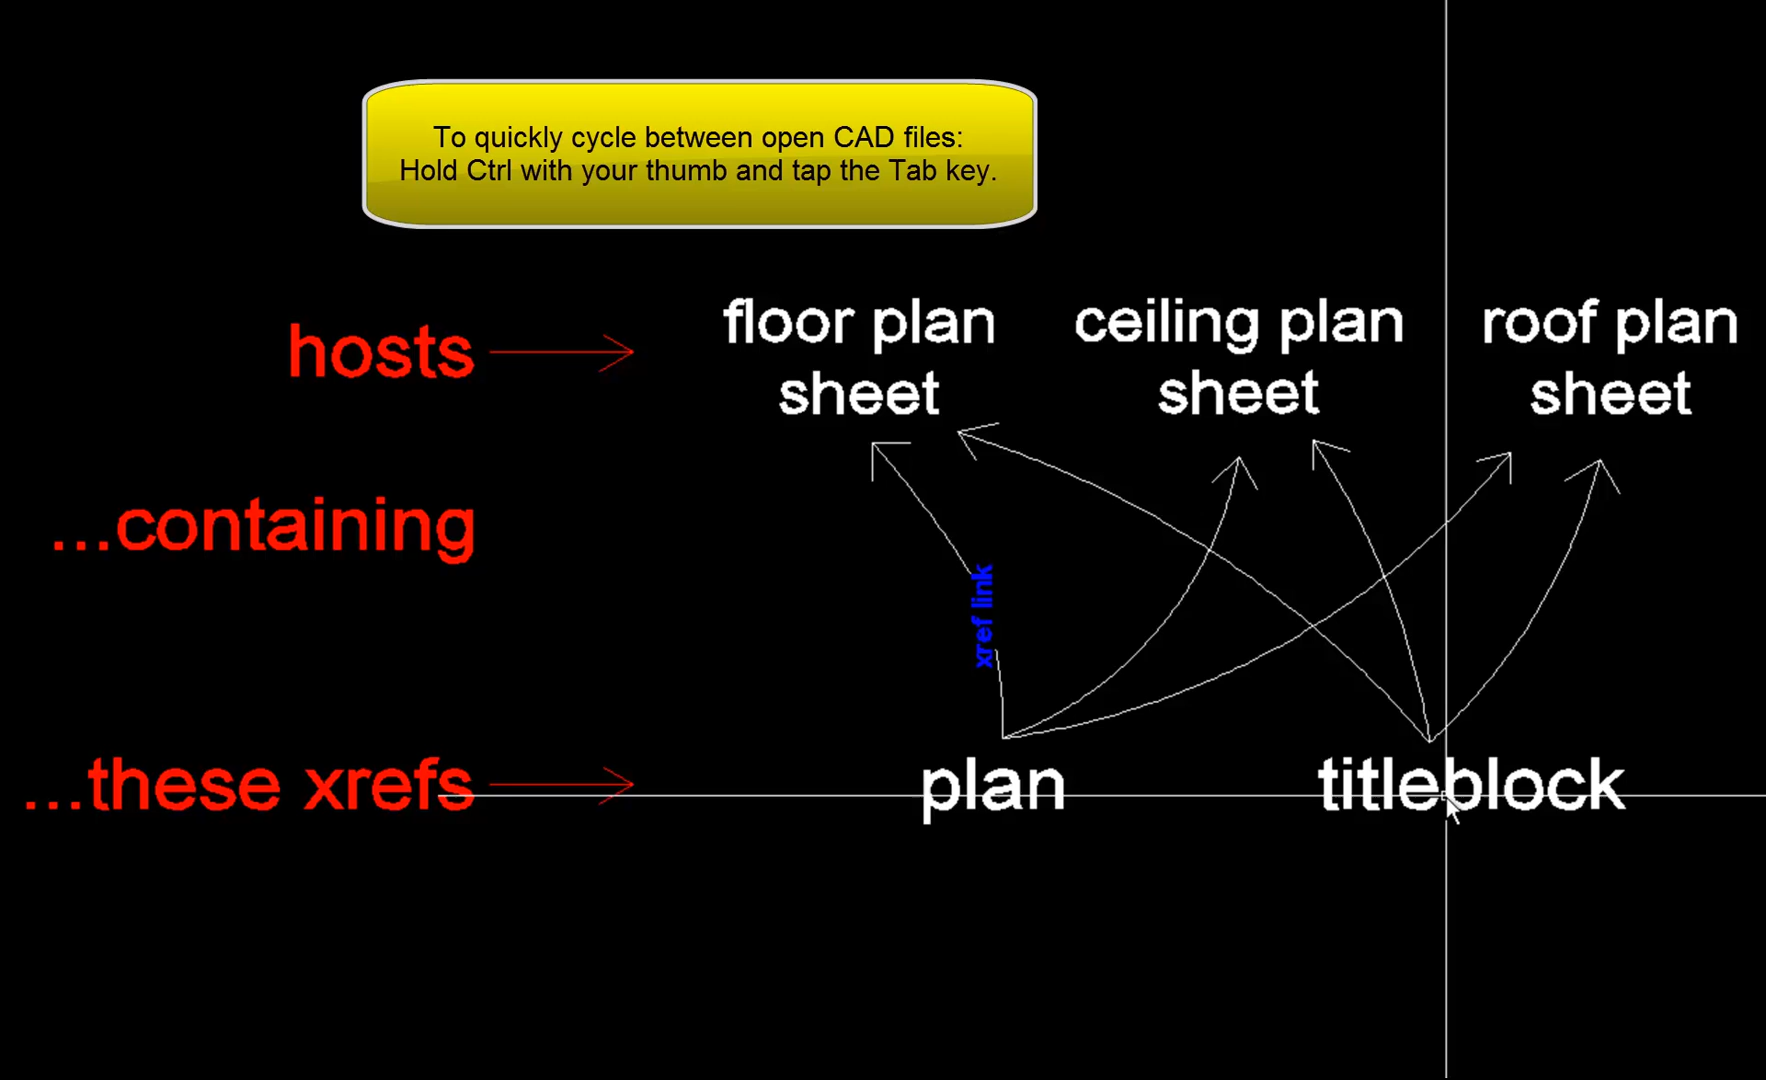 To quickly cycle between open CAD files:
Hold Ctrl with your thumb and tap the Tab key.
hosts
floor plan
sheet
ceiling plan
sheet
roof plan
sheet
...containing
xref link
...these xrefs
plan
titleblock